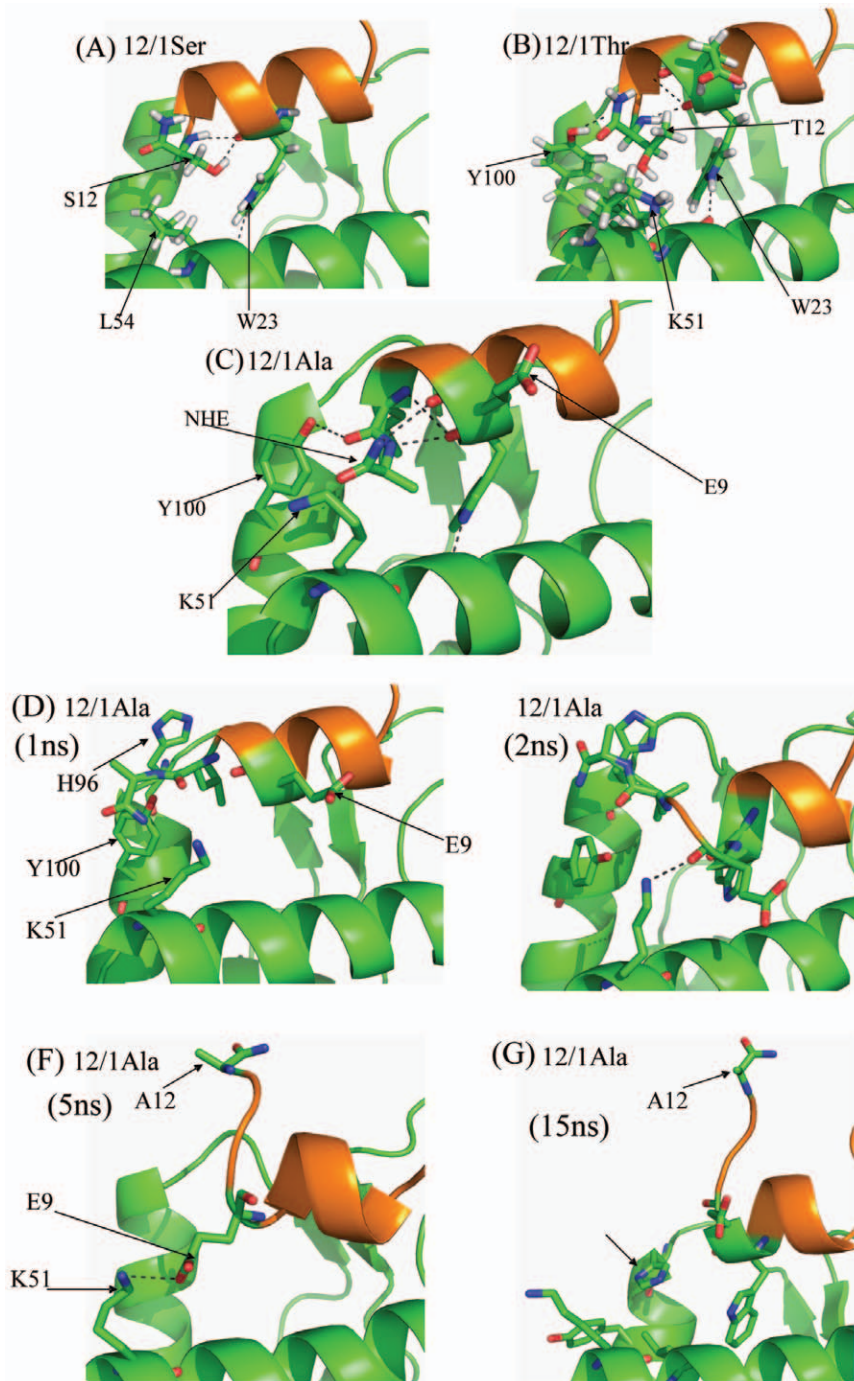 (A) 12/1Ser
S12
L54
W23
(B) 12/1Thr
T12
Y100
K51
W23
(C) 12/1Ala
NHE
Y100
K51
E9
(D) 12/1Ala
(1ns)
H96
Y100
K51
E9
12/1Ala
(2ns)
(F) 12/1Ala
(5ns)
A12
E9
K51
(G) 12/1Ala
(15ns)
A12